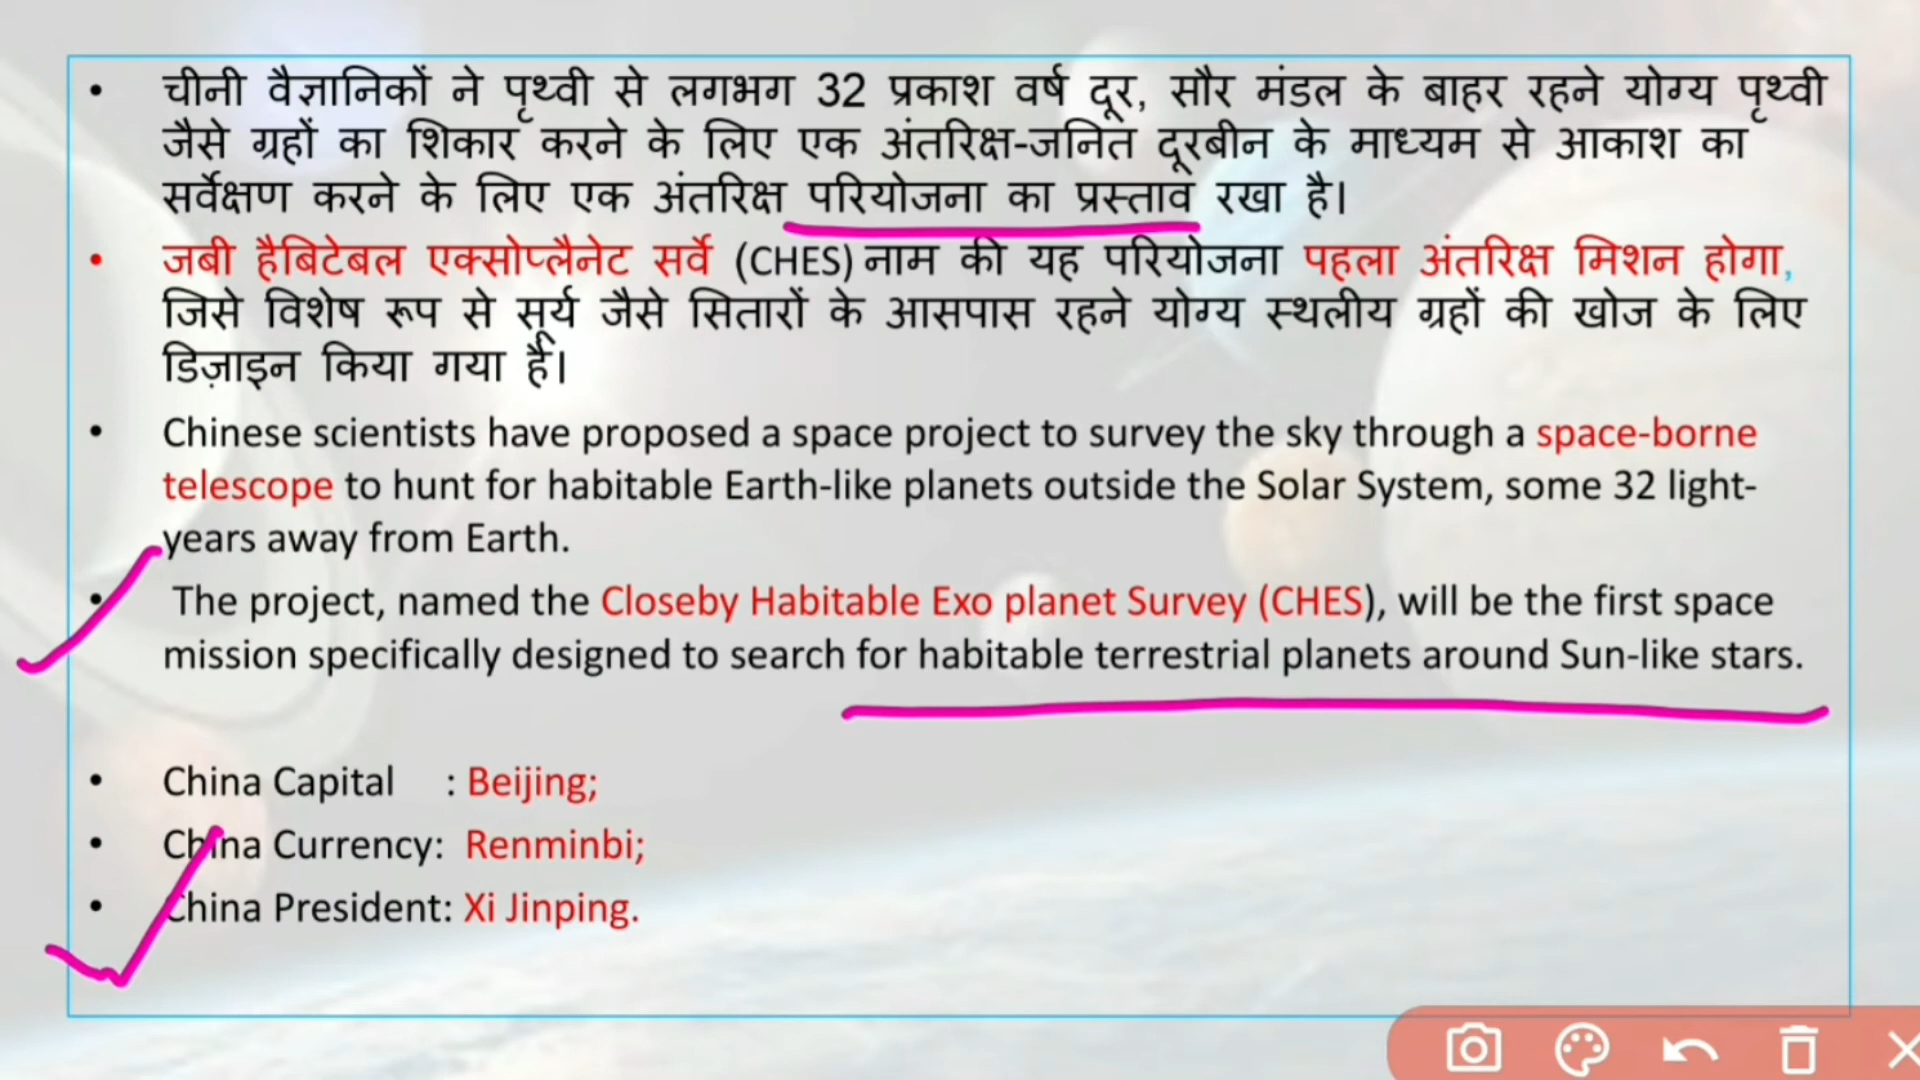 • चीनी वैज्ञानिकों ने पृथ्वी से लगभग 32 प्रकाश वर्ष दूर, सौर मंडल के बाहर रहने योग्य पृथ्वी
जैसे ग्रहों का शिकार करने के लिए एक अंतरिक्ष-जनित दूरबीन के माध्यम से आकाश का
सर्वेक्षण करने के लिए एक अंतरिक्ष परियोजना का प्रस्ताव रखा है।
• जबी हैबिटेबल एक्सोप्लैनेट सर्वे (CHES) नाम की यह परियोजना पहला अंतरिक्ष मिशन होगा,
जिसे विशेष रूप से सूर्य जैसे सितारों के आसपास रहने योग्य स्थलीय ग्रहों की खोज के लिए
डिज़ाइन किया गया है।
• Chinese scientists have proposed a space project to survey the sky through a space-borne
telescope to hunt for habitable Earth-like planets outside the Solar System, some 32 light-
years away from Earth.
• The project, named the Closeby Habitable Exo planet Survey (CHES), will be the first space
mission specifically designed to search for habitable terrestrial planets around Sun-like stars.
• China Capital : Beijing;
• China Currency: Renminbi;
• China President: Xi Jinping.